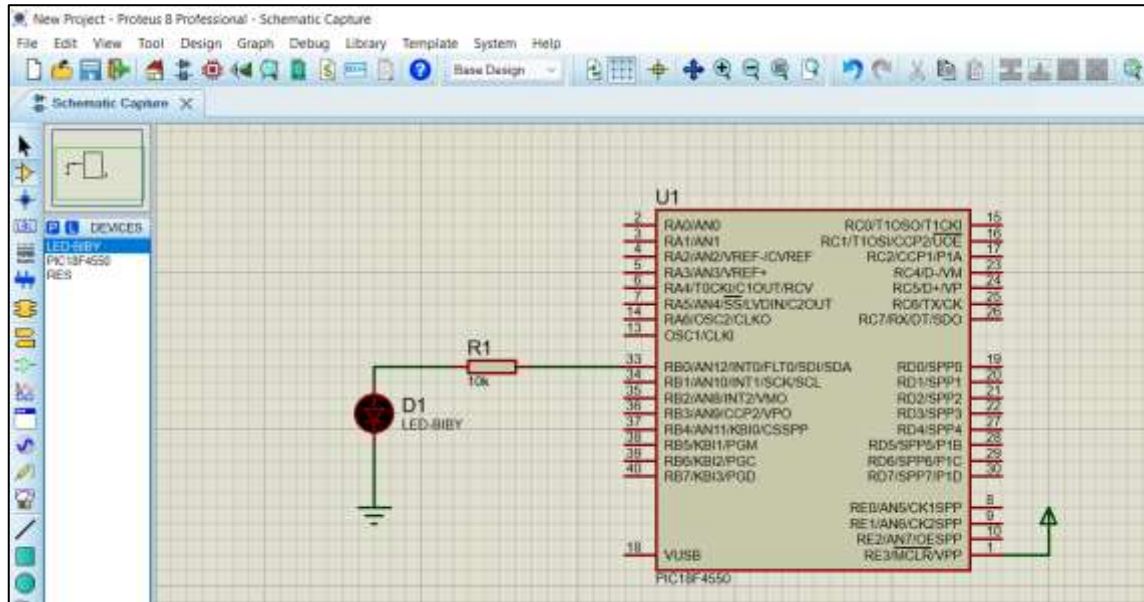 New Project - Proteus 8 Professional - Schematic Capture
File Edit View Tool Design Graph Debug Library Template System Help
Base Design
Schematic Capture X
P L DEVICES
LED-BIBY
PIC18F4550
RES
LBL
U1
2 RA0/AN0
3 RA1/AN1
4 RA2/AN2/VREF-/CVREF
5 RA3/AN3/VREF+
6 RA4/T0CKI/C1OUT/RCV
7 RA5/AN4/SS/LVDIN/C2OUT
14 RA6/OSC2/CLKO
13 OSC1/CLKI
RC0/T1OSO/T1CKI 15
RC1/T1OSI/CCP2/UOE 16
RC2/CCP1/P1A 17
RC4/D-/VM 23
RC5/D+/VP 24
RC6/TX/CK 25
RC7/RX/DT/SDO 26
R1
10k
D1
LED-BIBY
33 RB0/AN12/INT0/FLT0/SDI/SDA
34 RB1/AN10/INT1/SCK/SCL
35 RB2/AN8/INT2/VMO
36 RB3/AN9/CCP2/VPO
37 RB4/AN11/KBI0/CSSPP
38 RB5/KBI1/PGM
39 RB6/KBI2/PGC
40 RB7/KBI3/PGD
RD0/SPP0 19
RD1/SPP1 20
RD2/SPP2 21
RD3/SPP3 22
RD4/SPP4 27
RD5/SPP5/P1B 28
RD6/SPP6/P1C 29
RD7/SPP7/P1D 30
RE0/AN5/CK1SPP 8
RE1/AN6/CK2SPP 9
RE2/AN7/OESPP 10
RE3/MCLR/VPP 1
18 VUSB
PIC18F4550